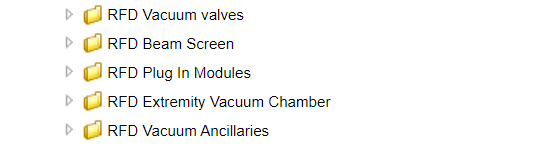 RFD Vacuum valves
RFD Beam Screen
RFD Plug In Modules
RFD Extremity Vacuum Chamber
RFD Vacuum Ancillaries